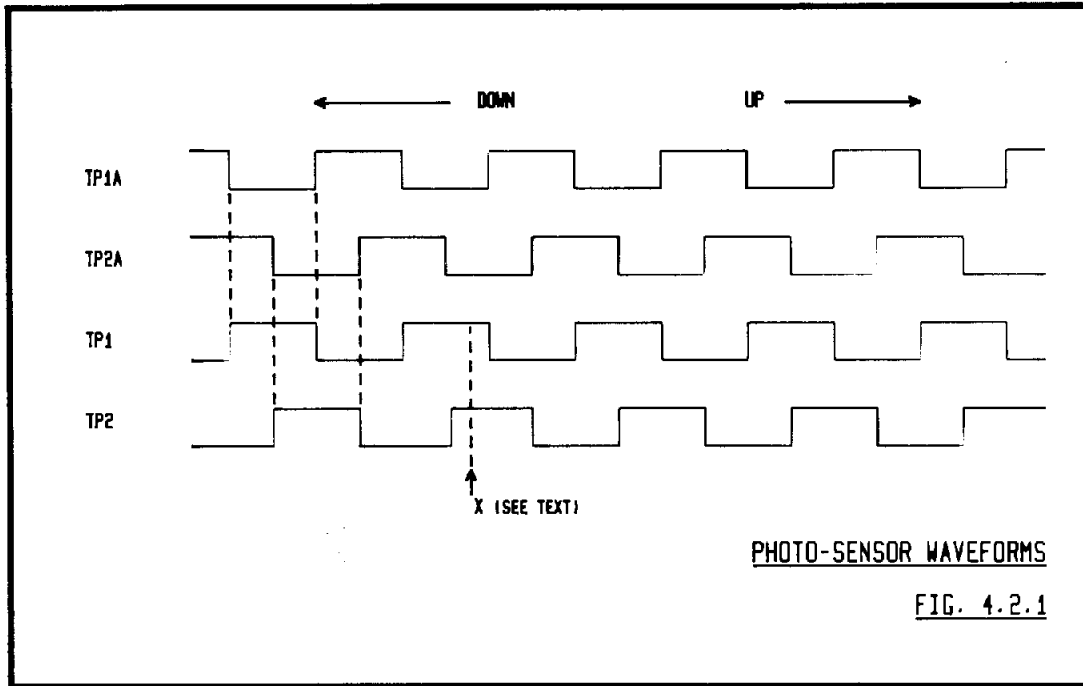 DOWN UP
TP1A
TP2A
TP1
TP2
X (SEE TEXT)
PHOTO-SENSOR WAVEFORMS
FIG. 4.2.1